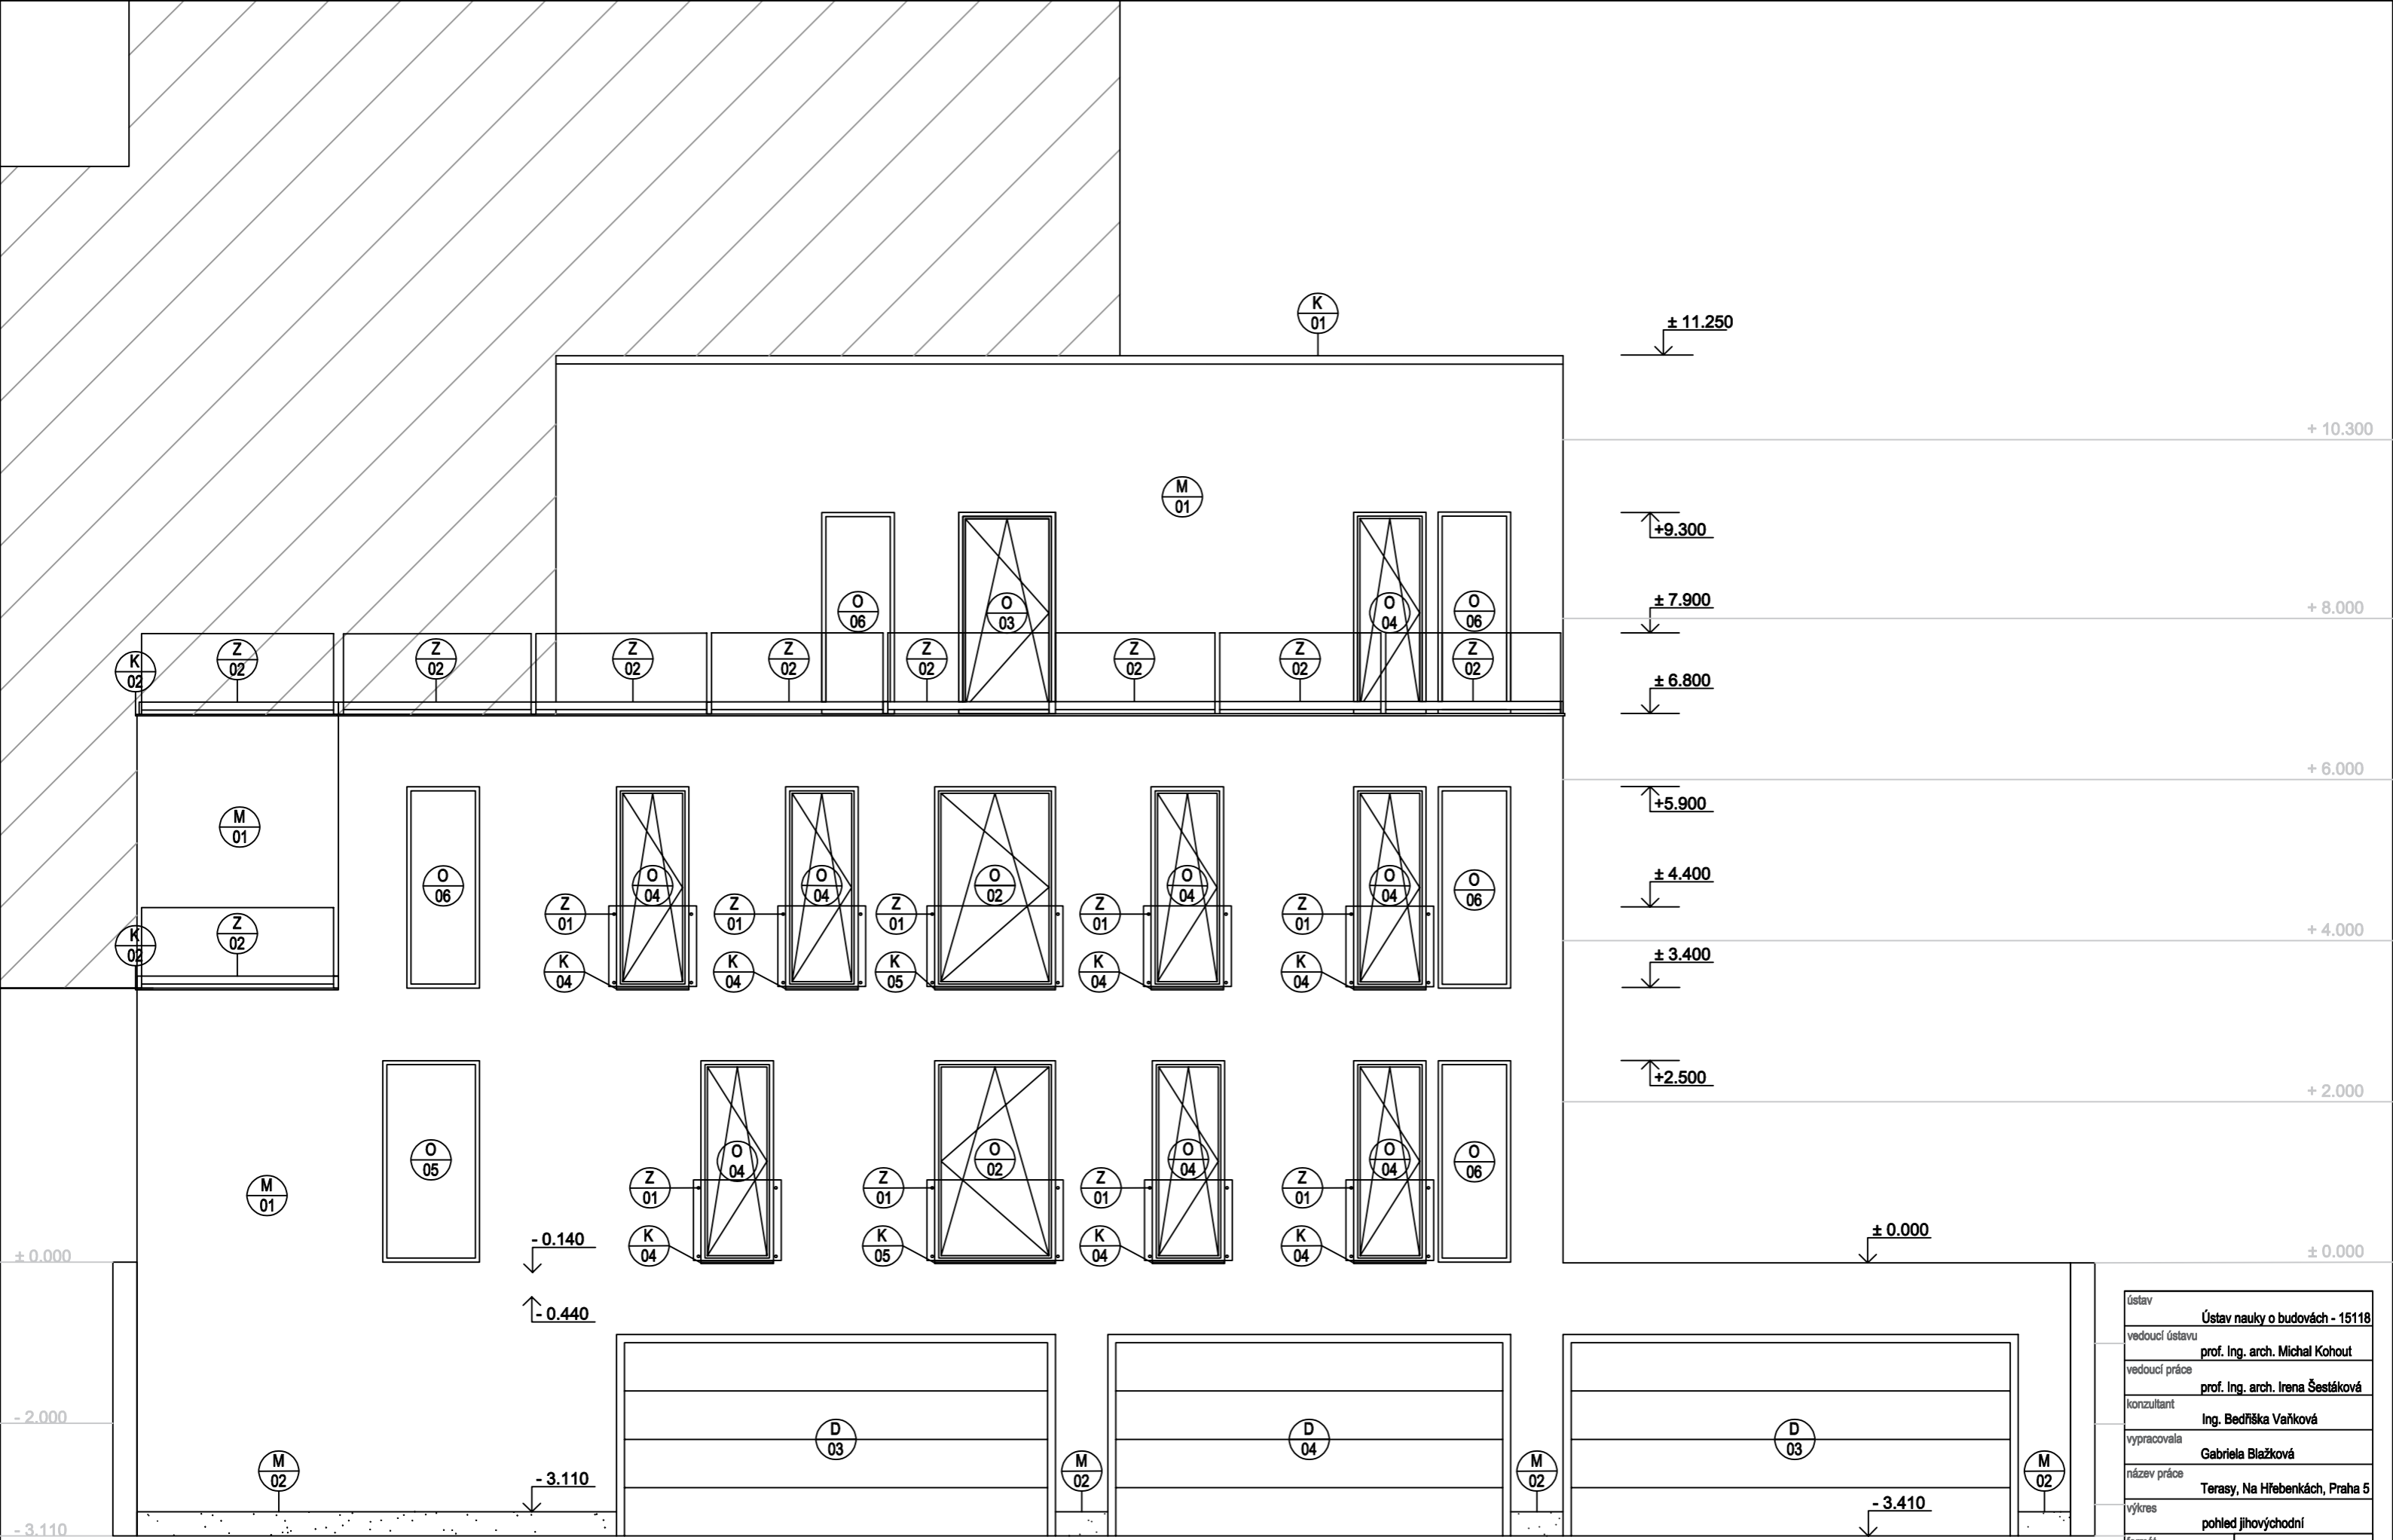 K
01
± 11.250
+ 10.300
M
01
+9.300
O
06
O
03
O
04
O
06
± 7.900
+ 8.000
K
02
Z
02
Z
02
Z
02
Z
02
Z
02
Z
02
Z
02
Z
02
± 6.800
+ 6.000
+5.900
M
01
O
06
O
04
O
04
O
02
O
04
O
04
O
06
± 4.400
Z
01
Z
01
Z
01
Z
01
Z
01
K
02
Z
02
+ 4.000
K
04
K
04
K
05
K
04
K
04
± 3.400
+2.500
+ 2.000
O
05
O
04
O
02
O
04
O
04
O
06
M
01
Z
01
Z
01
Z
01
Z
01
K
04
K
05
K
04
K
04
± 0.000
- 0.140
± 0.000
± 0.000
- 0.440
- 2.000
D
03
D
04
D
03
M
02
M
02
M
02
M
02
- 3.110
- 3.410
- 3.110
ústav
Ústav nauky o budovách - 15118
vedoucí ústavu
prof. Ing. arch. Michal Kohout
vedoucí práce
prof. Ing. arch. Irena Šestáková
konzultant
Ing. Bedřiška Vaňková
vypracovala
Gabriela Blažková
název práce
Terasy, Na Hřebenkách, Praha 5
výkres
pohled jihovýchodní